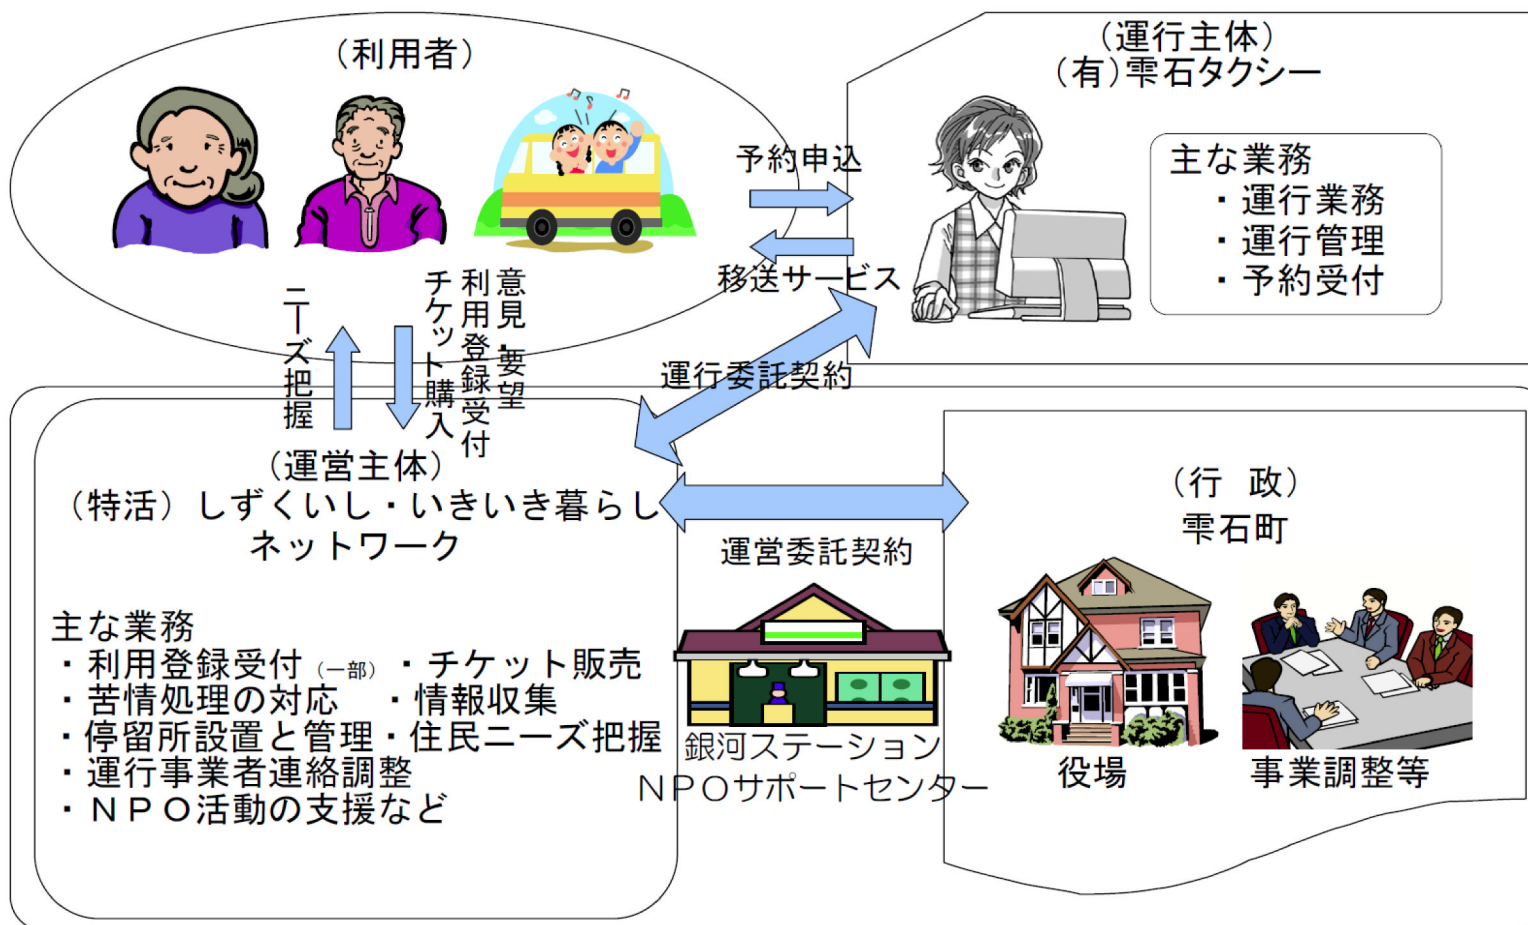 （利用者）
（運行主体）
（有）雫石タクシー
予約申込
移送サービス
主な業務
・運行業務
・運行管理
・予約受付
ニーズ把握
意見・要望
利用登録受付
チケット購入
運行委託契約
（運営主体）
（特活）しずくいし・いきいき暮らし
ネットワーク
主な業務
・利用登録受付（一部）・チケット販売
・苦情処理の対応　・情報収集
・停留所設置と管理・住民ニーズ把握
・運行事業者連絡調整
・ＮＰＯ活動の支援など
運営委託契約
銀河ステーション
ＮＰＯサポートセンター
（行　政）
雫石町
役場
事業調整等